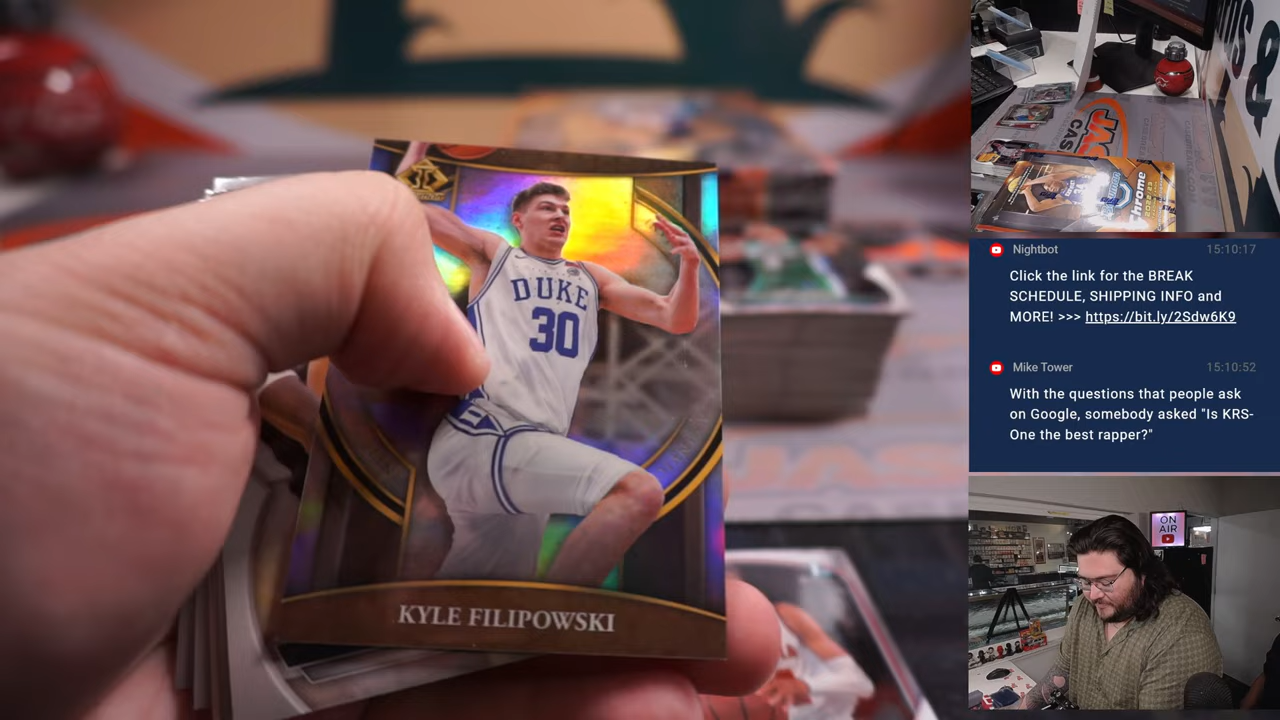 DUKE
30
KYLE FILIPOWSKI
CAS
Chrome
Nightbot 15:10:17
Click the link for the BREAK
SCHEDULE, SHIPPING INFO and
MORE! >>> https://bit.ly/2Sdw6K9
Mike Tower 15:10:52
With the questions that people ask
on Google, somebody asked "Is KRS-
One the best rapper?"
ON
AIR